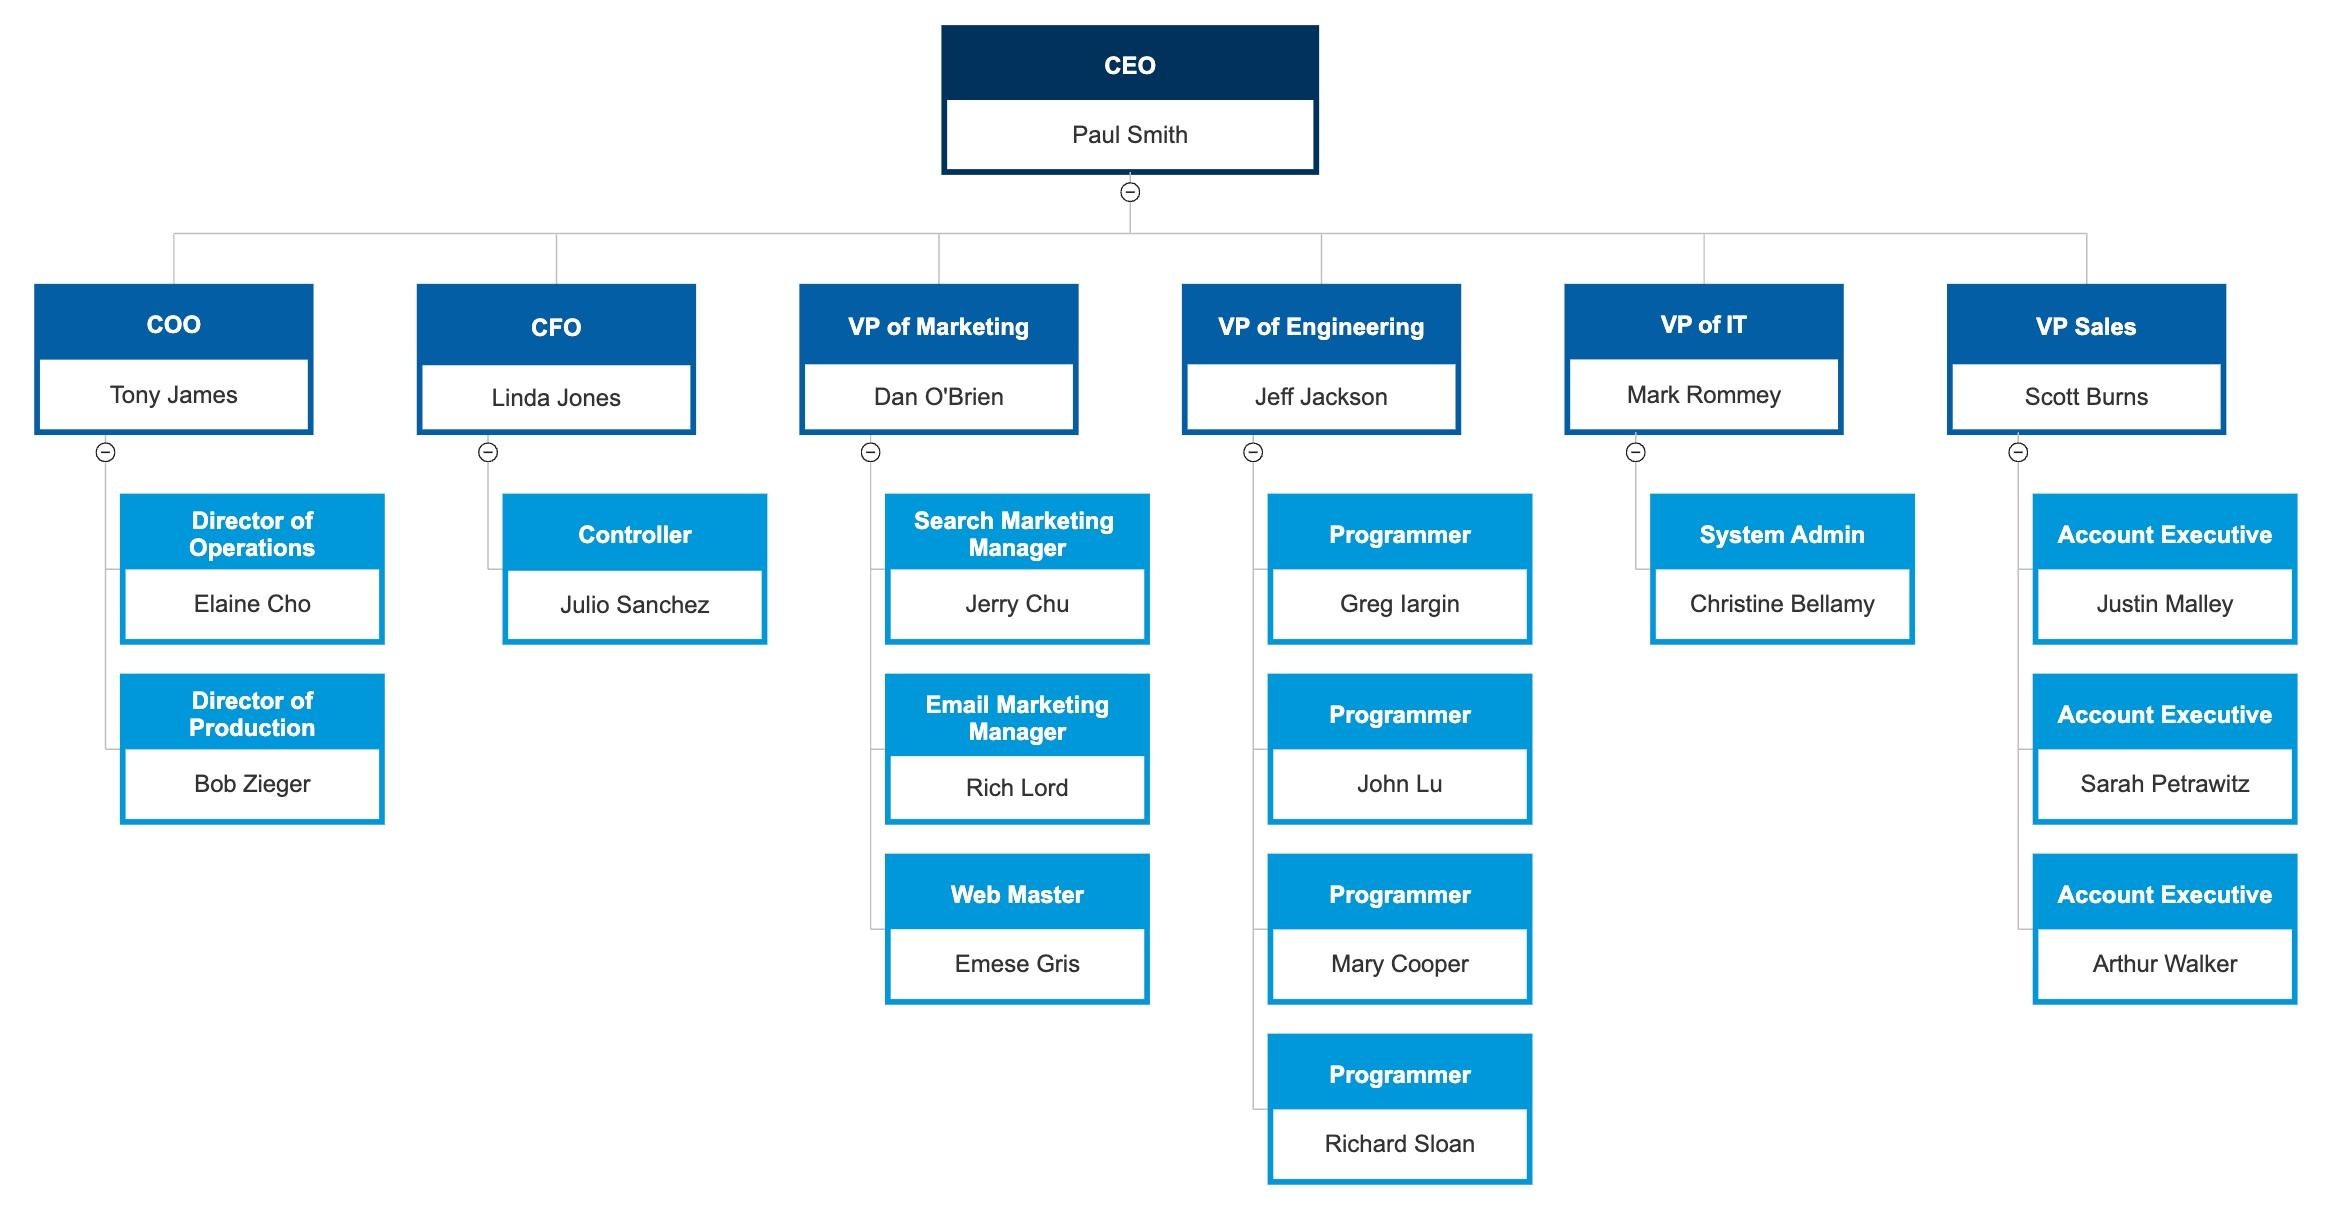 CEO
Paul Smith
COO
Tony James
CFO
Linda Jones
VP of Marketing
Dan O'Brien
VP of Engineering
Jeff Jackson
VP of IT
Mark Rommey
VP Sales
Scott Burns
Director of
Operations
Elaine Cho
Director of
Production
Bob Zieger
Controller
Julio Sanchez
Search Marketing
Manager
Jerry Chu
Email Marketing
Manager
Rich Lord
Web Master
Emese Gris
Programmer
Greg Iargin
Programmer
John Lu
Programmer
Mary Cooper
Programmer
Richard Sloan
System Admin
Christine Bellamy
Account Executive
Justin Malley
Account Executive
Sarah Petrawitz
Account Executive
Arthur Walker